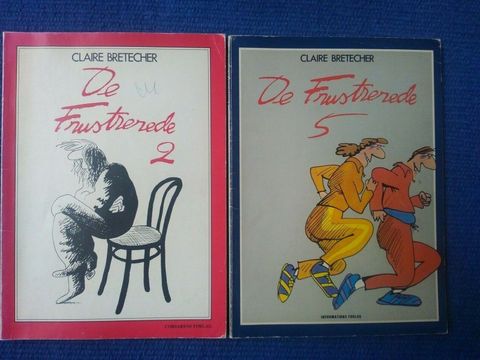 CLAIRE BRETECHER
De
Frustrerede
2
CLAIRE BRETECHER
De Frustrerede
5
INFORMATIONS FORLAG